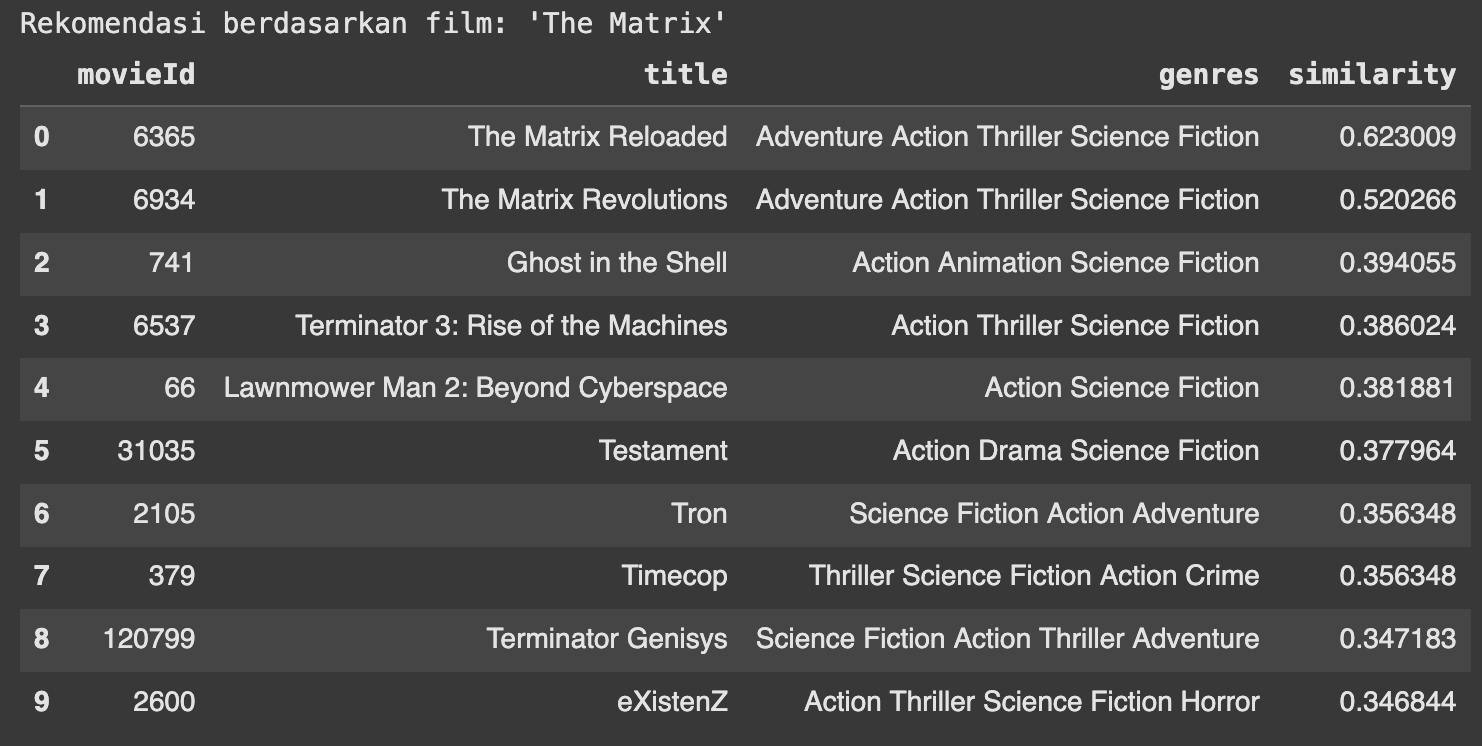 Rekomendasi berdasarkan film: 'The Matrix'
movieId title genres similarity
0 6365 The Matrix Reloaded Adventure Action Thriller Science Fiction 0.623009
1 6934 The Matrix Revolutions Adventure Action Thriller Science Fiction 0.520266
2 741 Ghost in the Shell Action Animation Science Fiction 0.394055
3 6537 Terminator 3: Rise of the Machines Action Thriller Science Fiction 0.386024
4 66 Lawnmower Man 2: Beyond Cyberspace Action Science Fiction 0.381881
5 31035 Testament Action Drama Science Fiction 0.377964
6 2105 Tron Science Fiction Action Adventure 0.356348
7 379 Timecop Thriller Science Fiction Action Crime 0.356348
8 120799 Terminator Genisys Science Fiction Action Thriller Adventure 0.347183
9 2600 eXistenZ Action Thriller Science Fiction Horror 0.346844